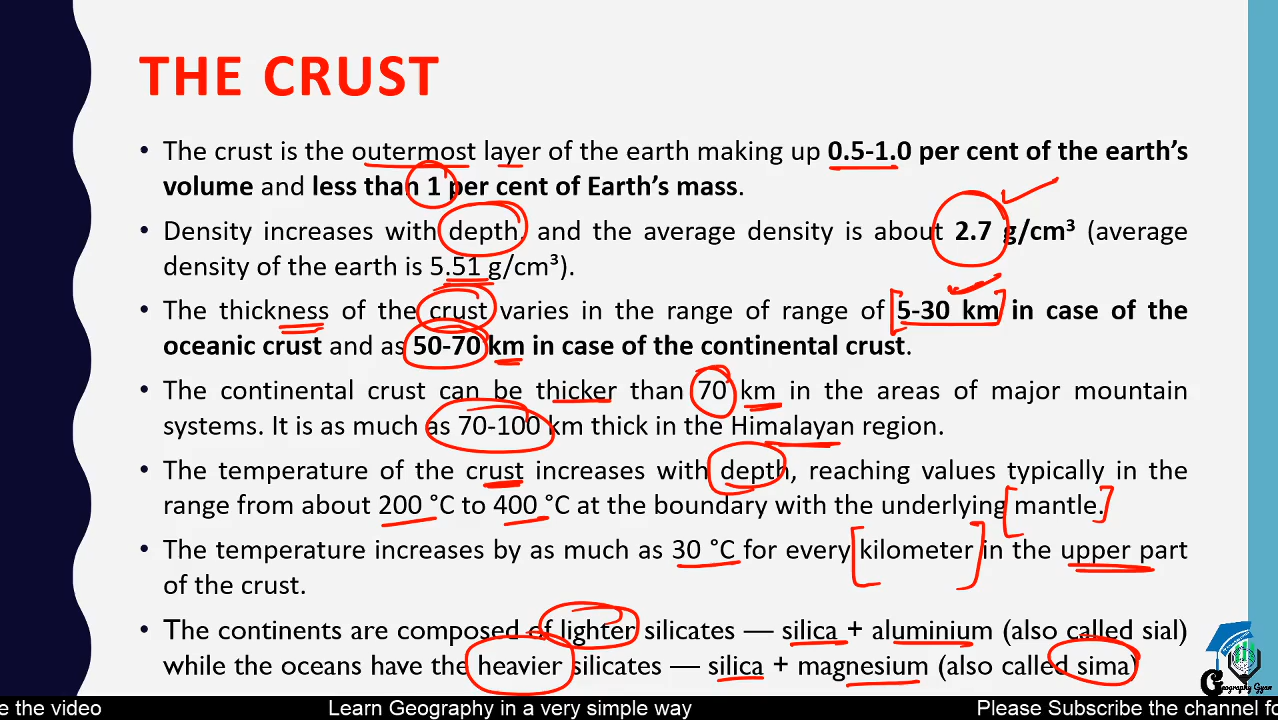 THE CRUST
• The crust is the outermost layer of the earth making up 0.5-1.0 per cent of the earth's
volume and less than 1 per cent of Earth's mass.
• Density increases with depth, and the average density is about 2.7 g/cm³ (average
density of the earth is 5.51 g/cm³).
• The thickness of the crust varies in the range of range of 5-30 km in case of the
oceanic crust and as 50-70 km in case of the continental crust.
• The continental crust can be thicker than 70 km in the areas of major mountain
systems. It is as much as 70-100 km thick in the Himalayan region.
• The temperature of the crust increases with depth, reaching values typically in the
range from about 200 °C to 400 °C at the boundary with the underlying mantle.
• The temperature increases by as much as 30 °C for every kilometer in the upper part
of the crust.
• The continents are composed of lighter silicates — silica + aluminium (also called sial)
while the oceans have the heavier silicates — silica + magnesium (also called sima)
Geography Gyan
e the video Learn Geography in a very simple way Please Subscribe the channel fo